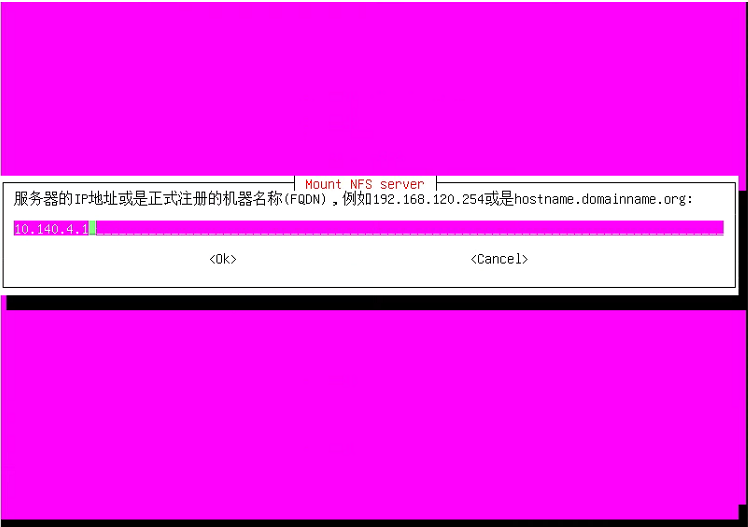 Mount NFS server
服务器的IP地址或是正式注册的机器名称(FQDN),例如192.168.120.254或是hostname.domainname.org:
10.140.4.1
<Ok> <Cancel>